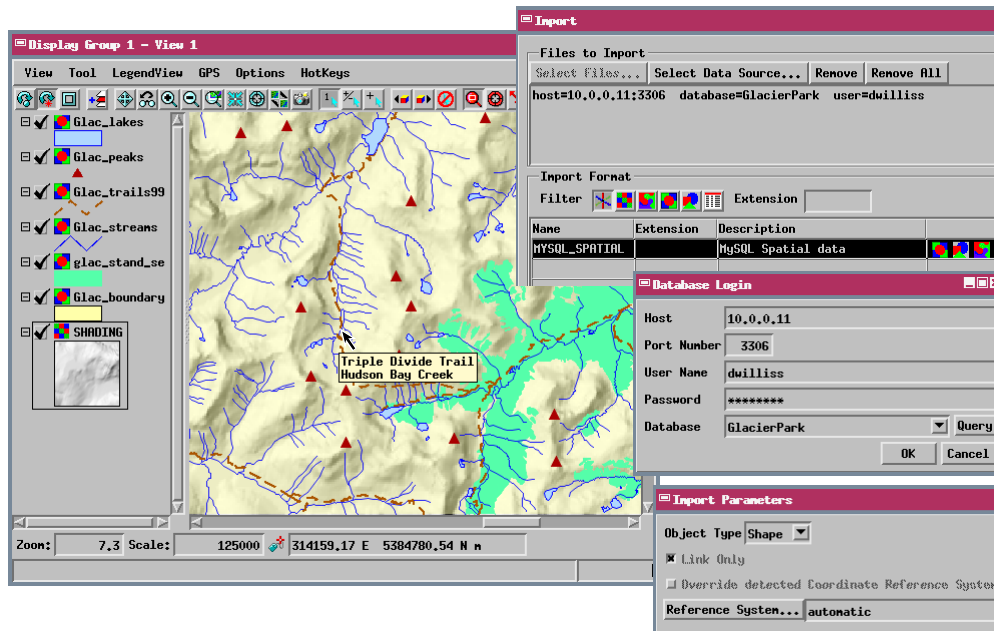 Display Group 1 - View 1
View Tool LegendView GPS Options HotKeys
Glac_lakes
Glac_peaks
Glac_trails99
Glac_streams
glac_stand_se
Glac_boundary
SHADING
Triple Divide Trail
Hudson Bay Creek
Zoom: 7.3 Scale: 125000 314159.17 E 5384780.54 N m
Import
Files to Import
Select Files... Select Data Source... Remove Remove All
host=10.0.0.11:3306 database=GlacierPark user=dwilliss
Import Format
Filter Extension
Name Extension Description
MYSQL_SPATIAL MySQL Spatial data
Database Login
Host 10.0.0.11
Port Number 3306
User Name dwilliss
Password ********
Database GlacierPark Query
OK Cancel
Import Parameters
Object Type Shape
Link Only
Override detected Coordinate Reference System
Reference System... automatic